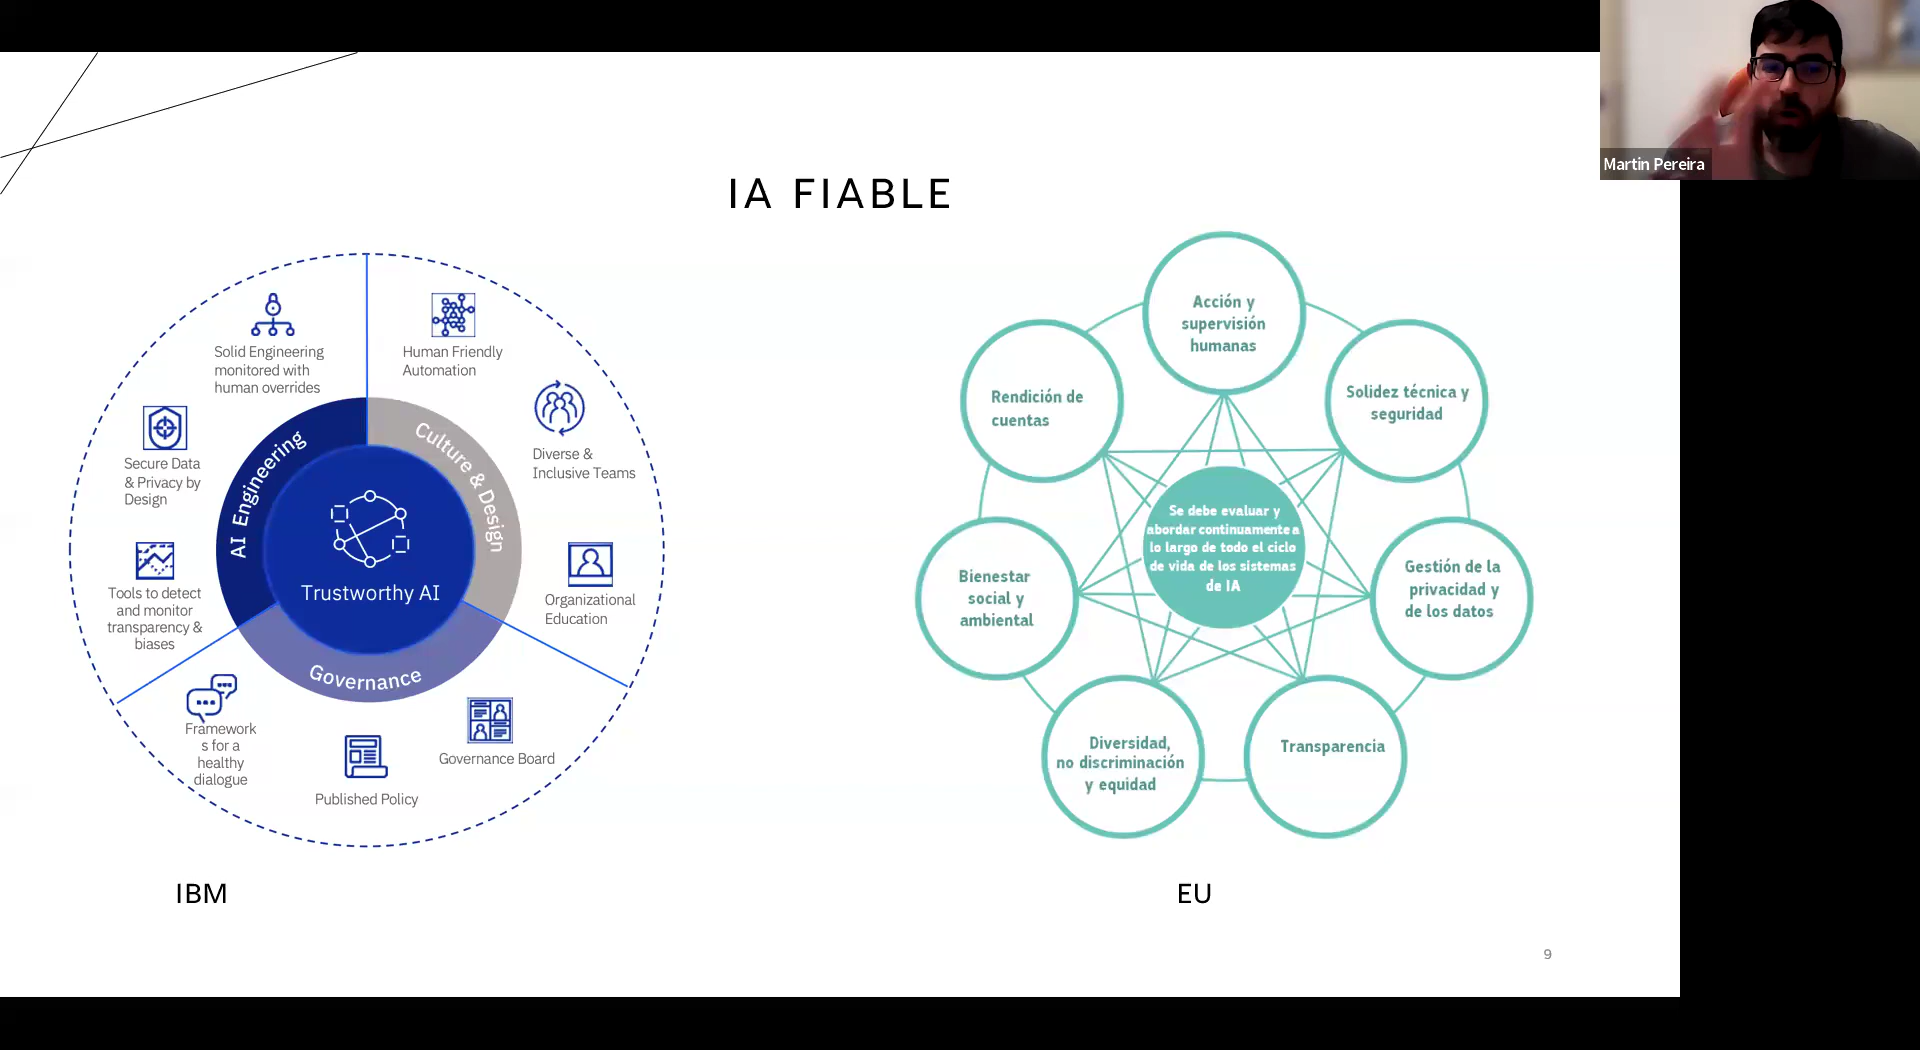 Martin Pereira
IA FIABLE
Solid Engineering
monitored with
human overrides
Human Friendly
Automation
Secure Data
& Privacy by
Design
Diverse &
Inclusive Teams
AI Engineering
Culture & Design
Trustworthy AI
Tools to detect
and monitor
transparency &
biases
Organizational
Education
Governance
Framework
s for a
healthy
dialogue
Published Policy
Governance Board
IBM
Acción y
supervisión
humanas
Rendición de
cuentas
Solidez técnica y
seguridad
Se debe evaluar y
abordar continuamente a
lo largo de todo el ciclo
de vida de los sistemas
de IA
Bienestar
social y
ambiental
Gestión de la
privacidad y
de los datos
Diversidad,
no discriminación
y equidad
Transparencia
EU
9